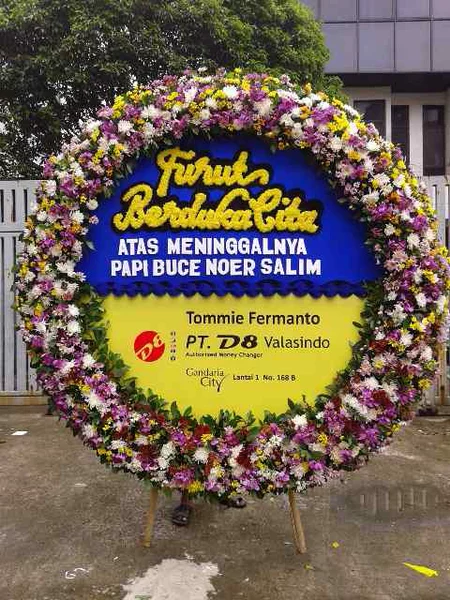 Turut
Berduka Cita
ATAS MENINGGALNYA
PAPI BUCE NOER SALIM
Tommie Fermanto
D8
PT. D8 Valasindo
Authorized Money Changer
Gandaria
City
Lantai 1 No. 168 B